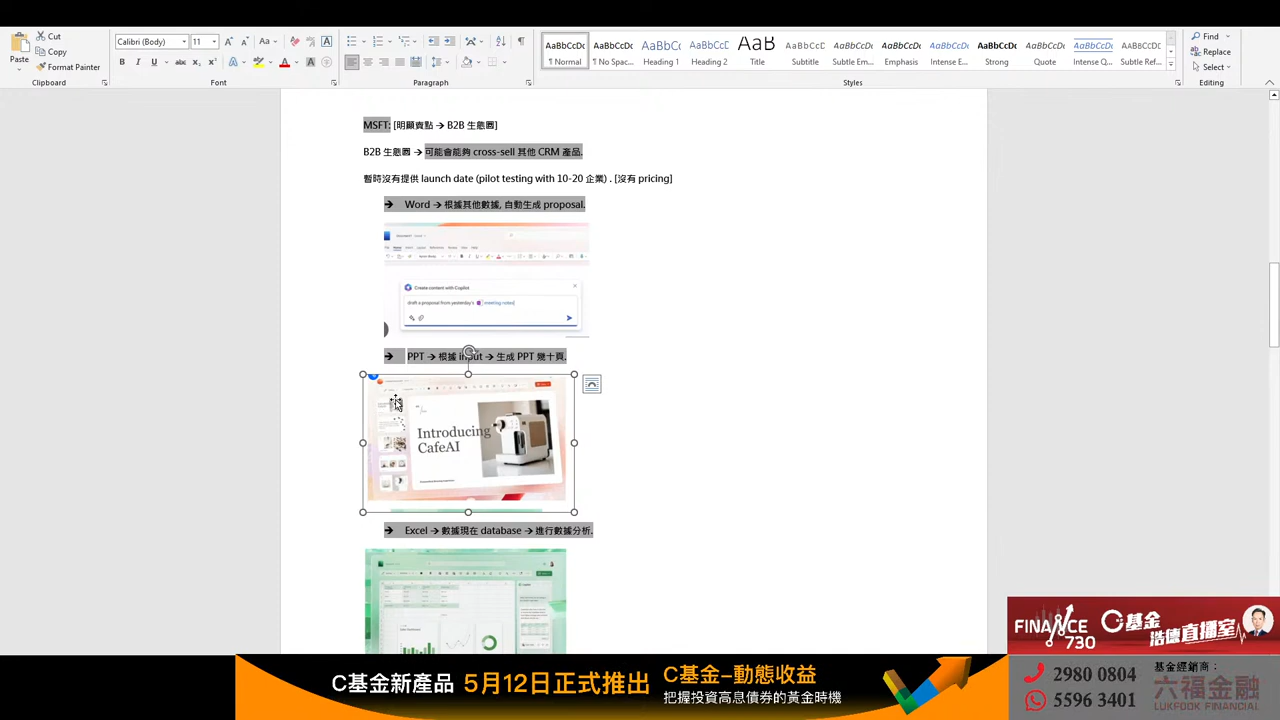 Cut
Copy
Format Painter
Paste
Calibri (Body)
11
Find
Replace
Select
AaBbCcDc
AaBbCcDc
AaBbCc
AaBbCcD
AaB
AaBbCcD
¶ Normal
¶ No Spac...
Heading 1
Heading 2
Title
Subtitle
Subtle Em...
Emphasis
Intense E...
Strong
Quote
Intense Q...
Subtle Ref...
Clipboard
Font
Paragraph
Styles
Editing
MSFT: [明顯賣點 → B2B 生態圈]
B2B 生態圈 → 可能會能夠 cross-sell 其他 CRM 產品.
暫時沒有提供 launch date (pilot testing with 10-20 企業) . [沒有 pricing]
→ Word → 根據其他數據, 自動生成 proposal.
Create content with Copilot
draft a proposal from yesterday's meeting notes
→ PPT → 根據 input → 生成 PPT 幾十頁.
Introducing
CafeAI
→ Excel → 數據現在 database → 進行數據分析.
FINANCE
730
C基金
浩德直播室
C基金新產品 5月12日正式推出
C基金–動態收益
把握投資高息債券的黃金時機
2980 0804
5596 3401
基金經銷商：
六福金融
LUKFOOK FINANCIAL